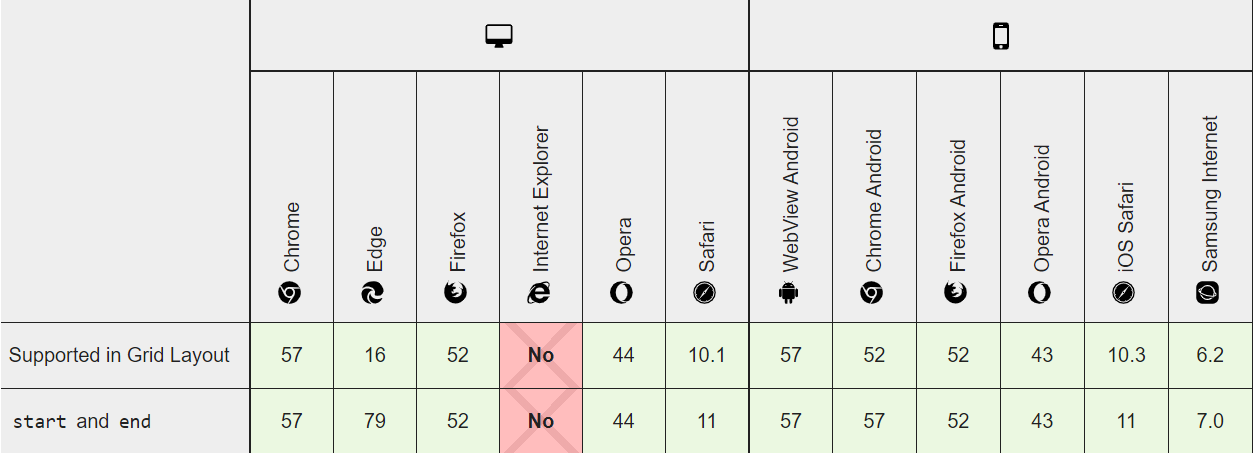 Chrome
Edge
Firefox
Internet Explorer
Opera
Safari
WebView Android
Chrome Android
Firefox Android
Opera Android
iOS Safari
Samsung Internet
Supported in Grid Layout 57 16 52 No 44 10.1 57 52 52 43 10.3 6.2
start and end 57 79 52 No 44 11 57 57 52 43 11 7.0